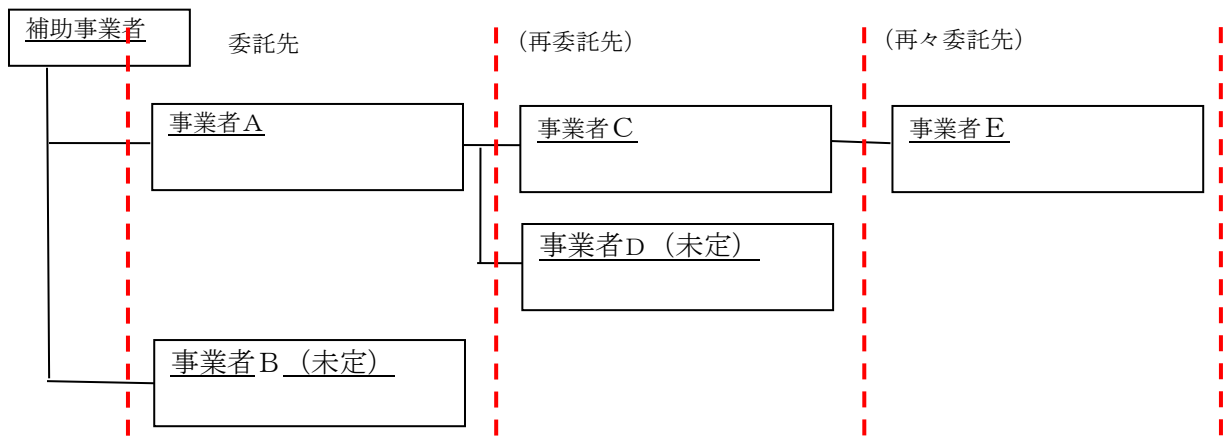 補助事業者
委託先
（再委託先）
（再々委託先）
事業者A
事業者C
事業者E
事業者D（未定）
事業者B（未定）